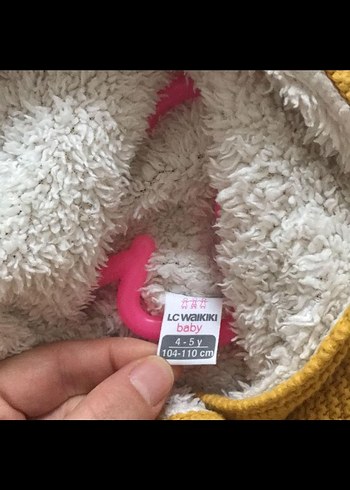 LC WAIKIKI
baby
4 - 5 y
104-110 cm